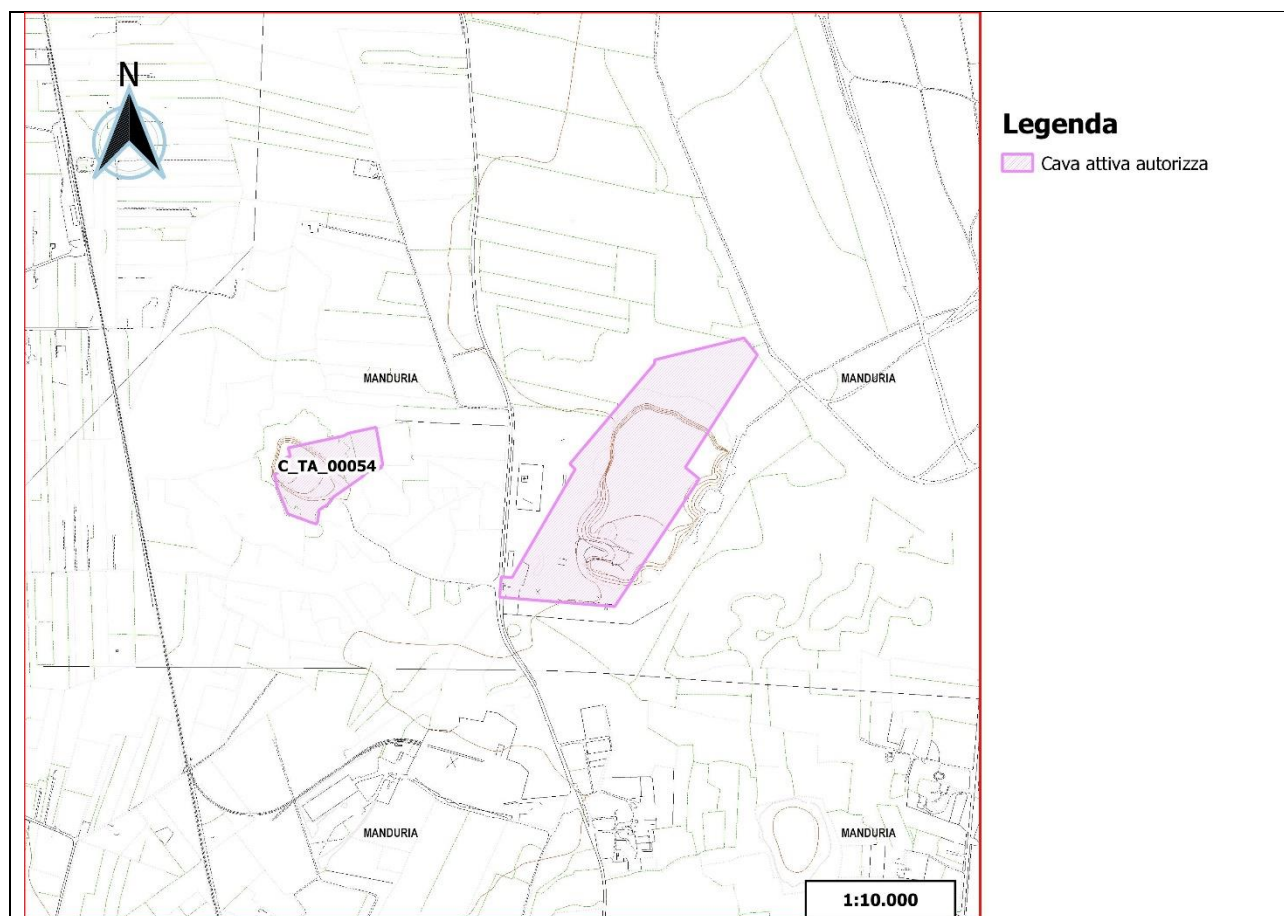 N
Legenda
Cava attiva autorizza
MANDURIA
MANDURIA
C_TA_00054
MANDURIA
MANDURIA
1:10.000